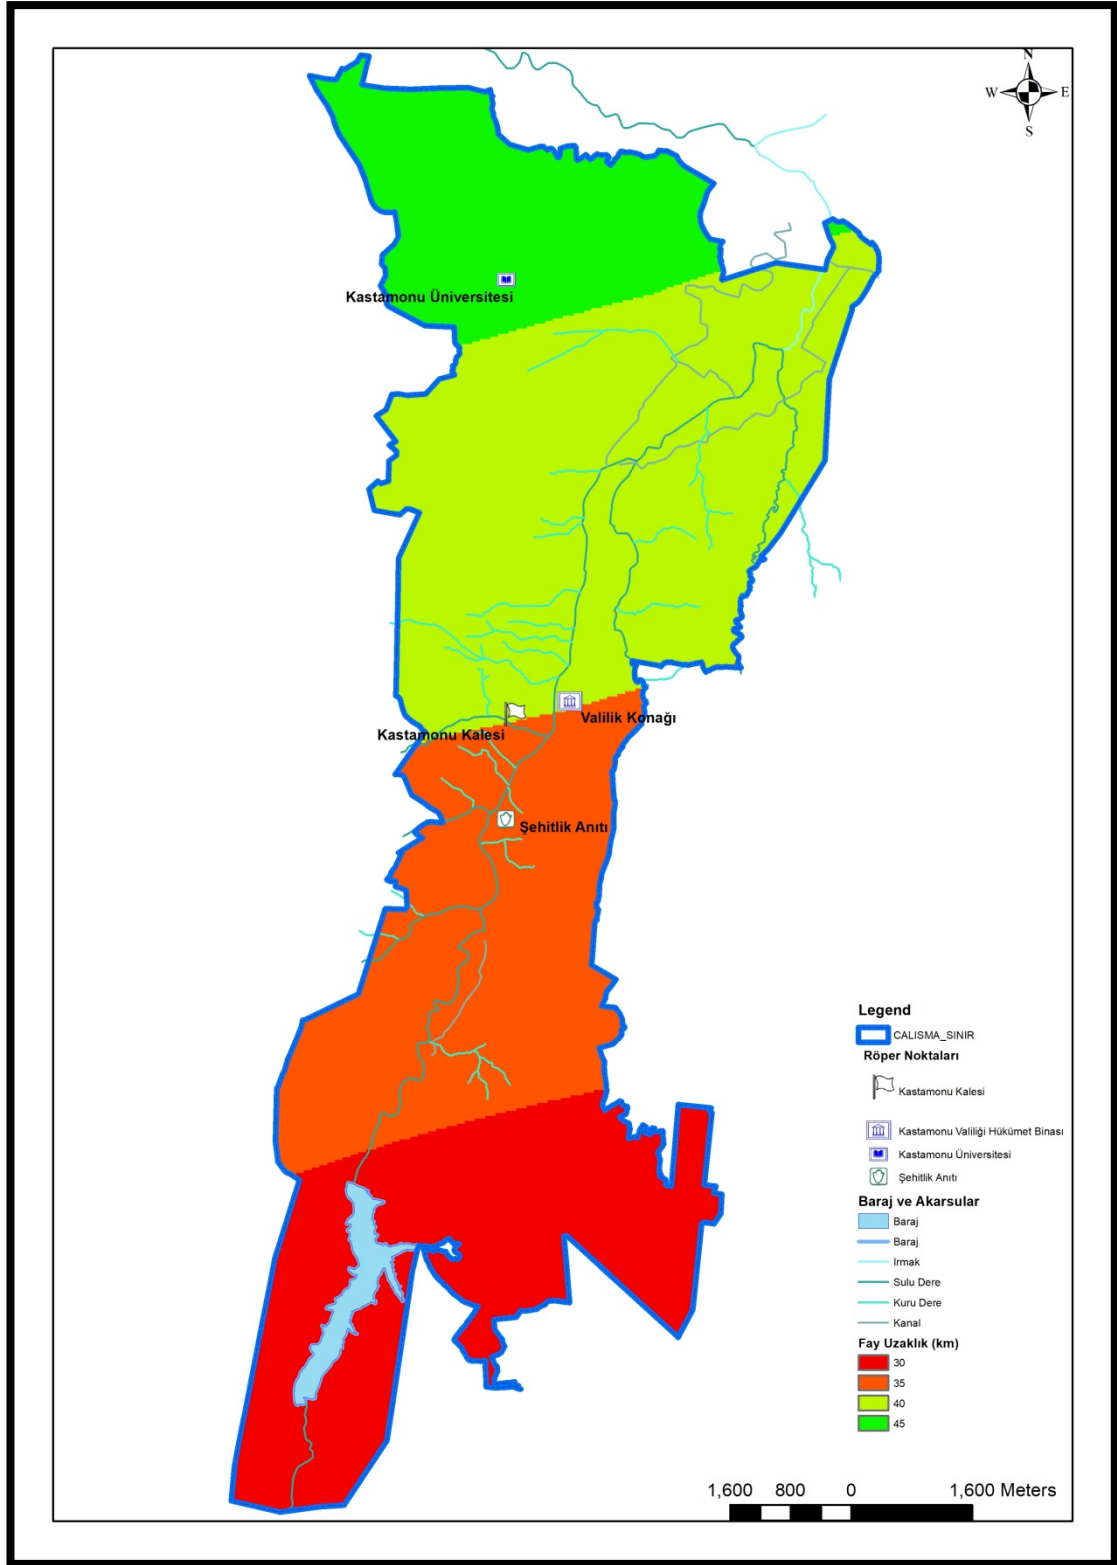 N
W E
S
Kastamonu Üniversitesi
Valilik Konağı
Kastamonu Kalesi
Şehitlik Anıtı
Legend
CALISMA_SINIR
Röper Noktaları
Kastamonu Kalesi
Kastamonu Valiliği Hükümet Binası
Kastamonu Üniversitesi
Şehitlik Anıtı
Baraj ve Akarsular
Baraj
Baraj
Irmak
Sulu Dere
Kuru Dere
Kanal
Fay Uzaklık (km)
30
35
40
45
1,600 800 0 1,600 Meters